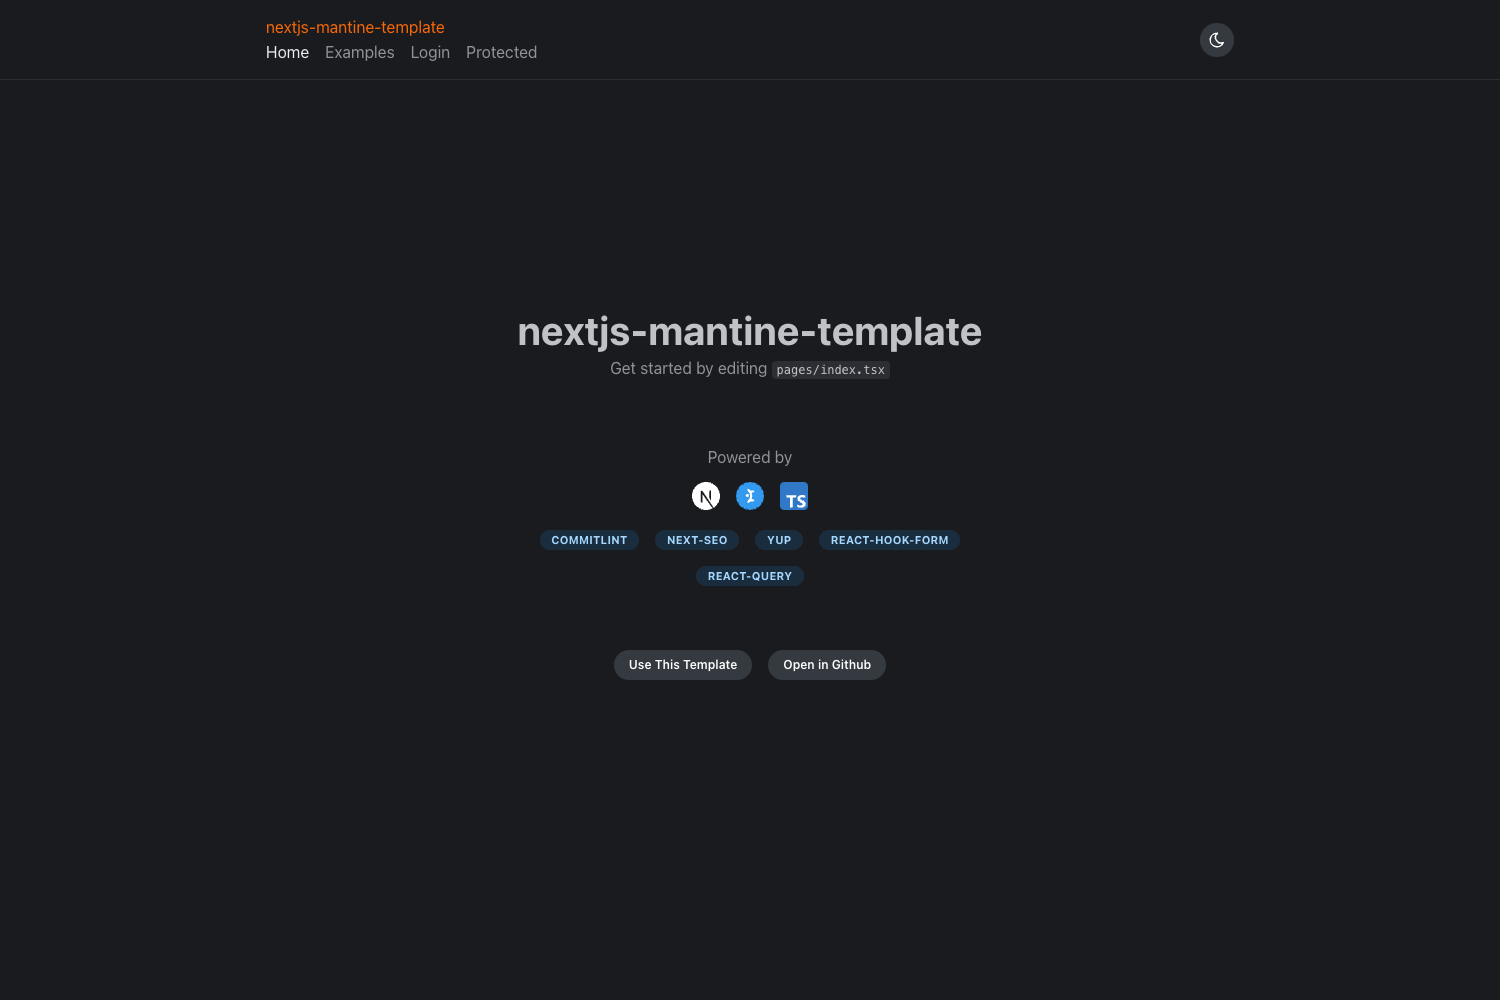 nextjs-mantine-template
Home Examples Login Protected
nextjs-mantine-template
Get started by editing pages/index.tsx
Powered by
N TS
COMMITLINT NEXT-SEO YUP REACT-HOOK-FORM
REACT-QUERY
Use This Template Open in Github